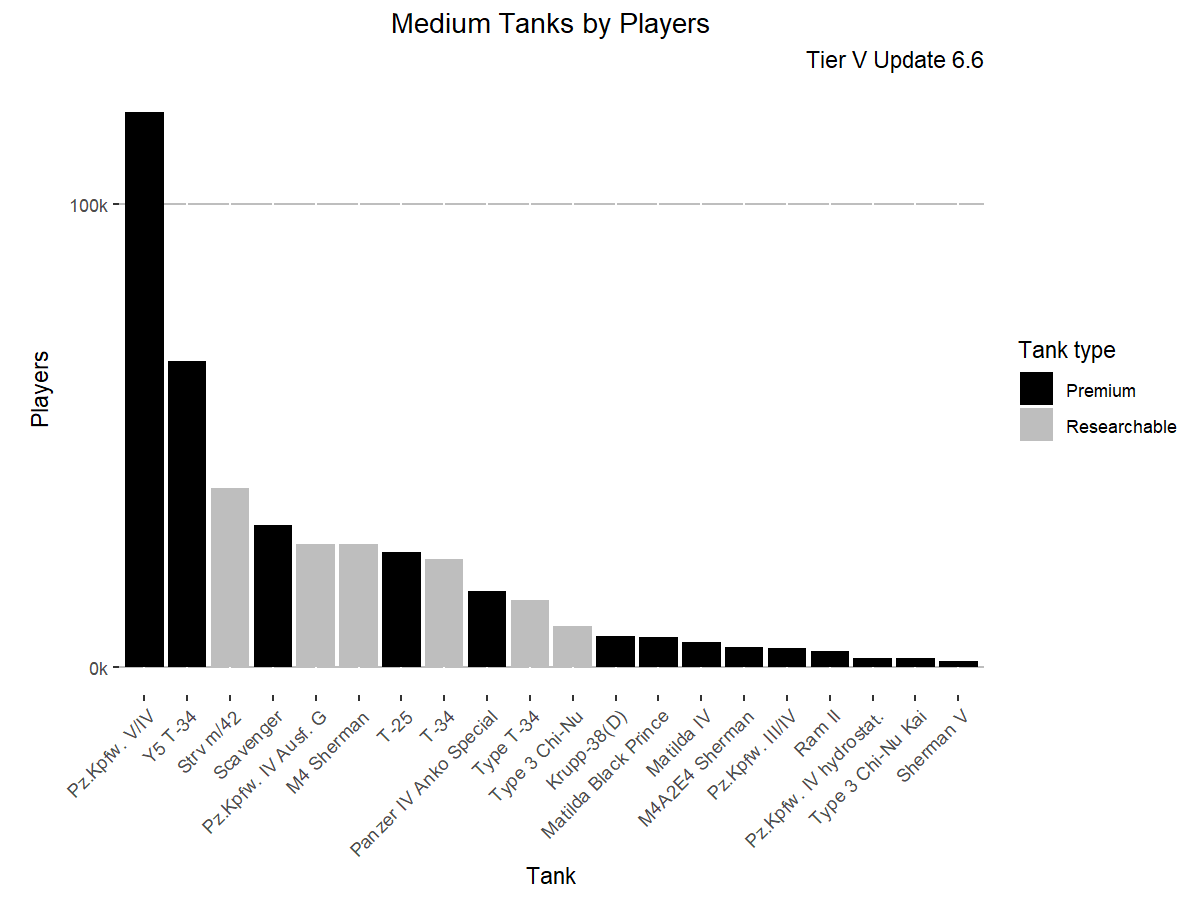 Medium Tanks by Players
Tier V Update 6.6
Players
100k
0k
Pz.Kpfw. V/IV
Y5 T-34
Strv m/42
Scavenger
Pz.Kpfw. IV Ausf. G
M4 Sherman
T-25
T-34
Panzer IV Anko Special
Type T-34
Type 3 Chi-Nu
Krupp-38(D)
Matilda Black Prince
Matilda IV
M4A2E4 Sherman
Pz.Kpfw. III/IV
Ram II
Pz.Kpfw. IV hydrostat.
Type 3 Chi-Nu Kai
Sherman V
Tank
Tank type
Premium
Researchable